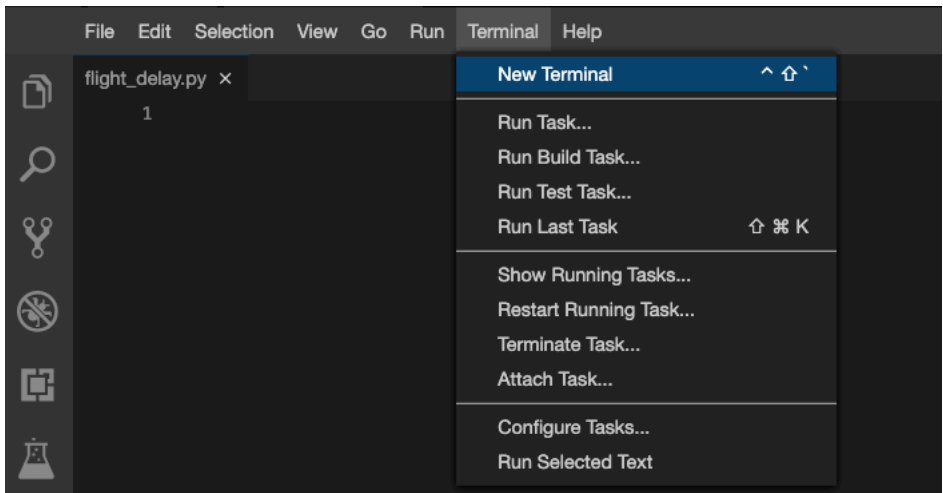 File Edit Selection View Go Run Terminal Help
flight_delay.py ×
1
New Terminal ^ ⇧ `
Run Task...
Run Build Task...
Run Test Task...
Run Last Task ⇧ ⌘ K
Show Running Tasks...
Restart Running Task...
Terminate Task...
Attach Task...
Configure Tasks...
Run Selected Text